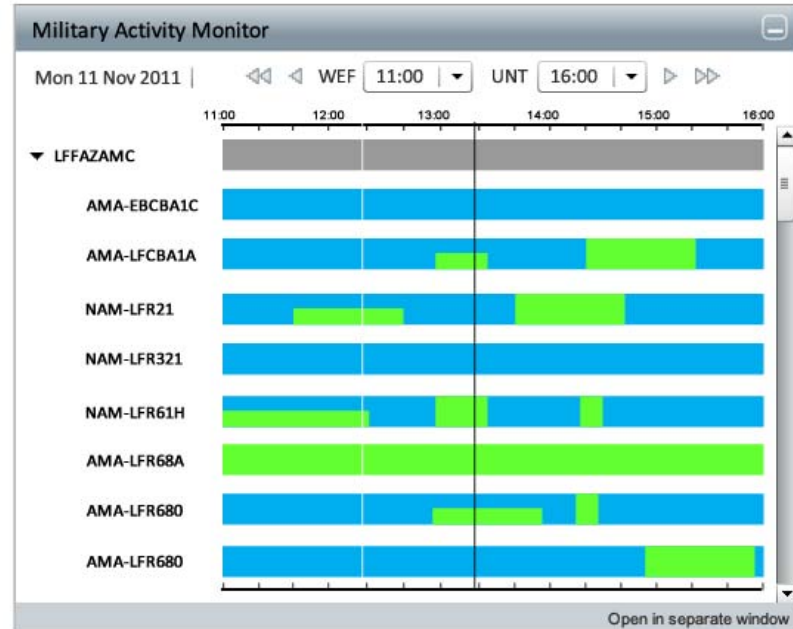 Military Activity Monitor
Mon 11 Nov 2011 | WEF 11:00 UNT 16:00
11:00 12:00 13:00 14:00 15:00 16:00
LFFAZAMC
AMA-EBCBA1C
AMA-LFCBA1A
NAM-LFR21
NAM-LFR321
NAM-LFR61H
AMA-LFR68A
AMA-LFR680
AMA-LFR680
Open in separate window